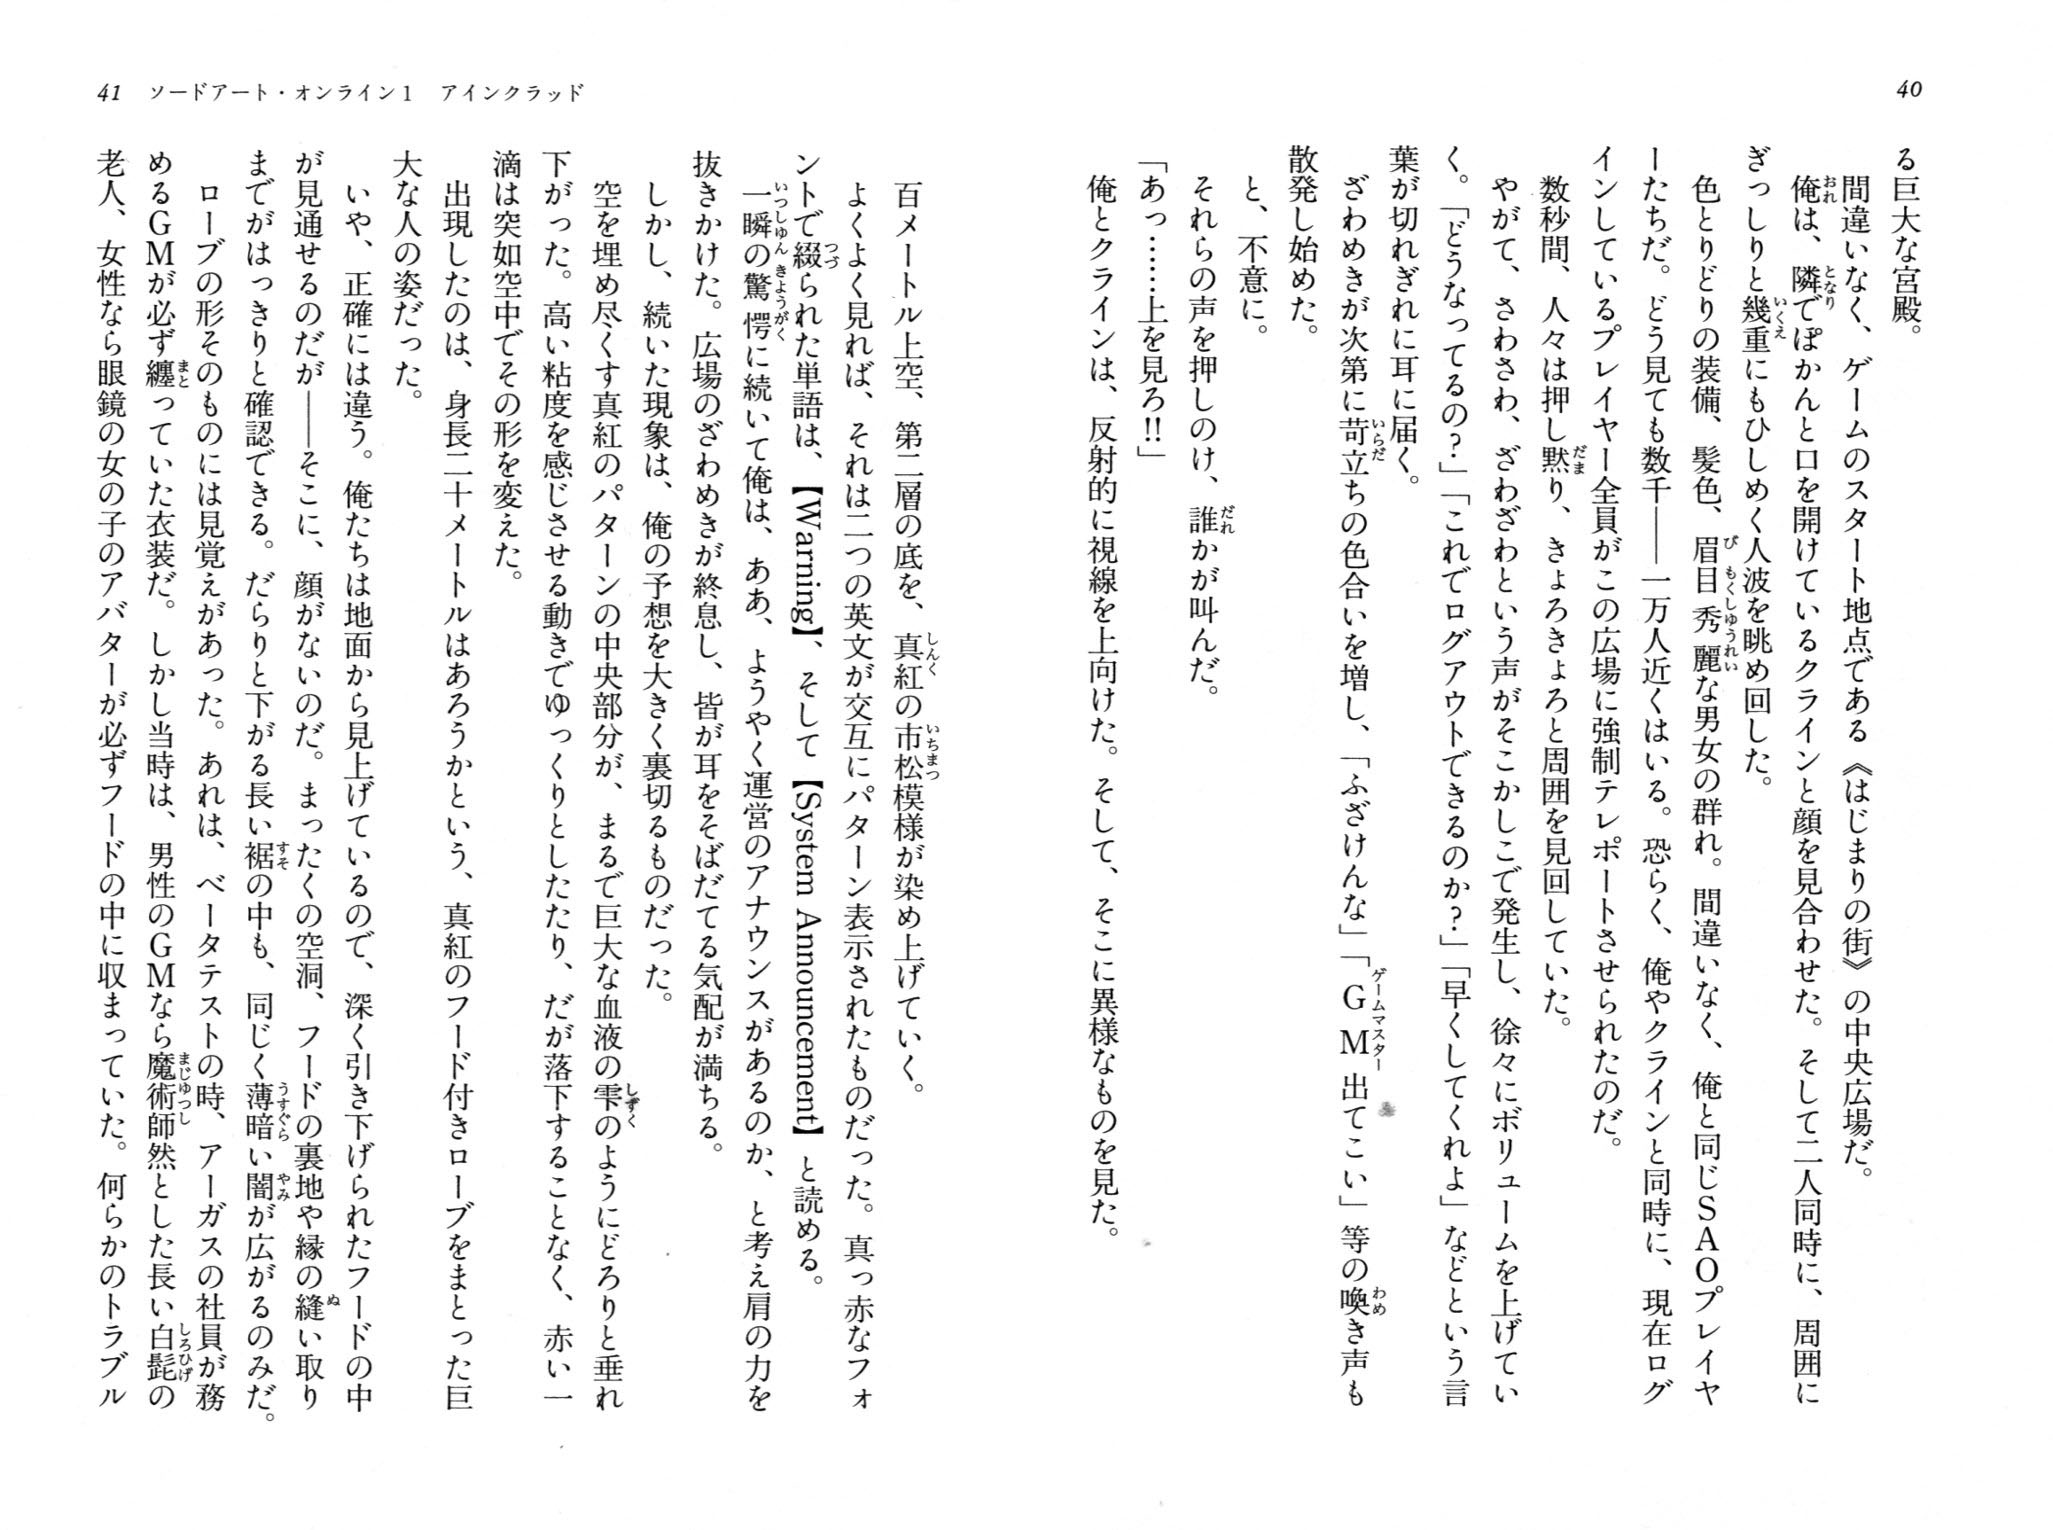 40
る巨大な宮殿。
間違いなく、ゲームのスタート地点である《はじまりの街》の中央広場だ。
俺は、隣でぽかんと口を開けているクラインと顔を見合わせた。そして二人同時に、周囲に
ぎっしりと幾重にもひしめく人波を眺め回した。
色とりどりの装備、髪色、眉目秀麗な男女の群れ。間違いなく、俺と同じSAOプレイヤ
ーたちだ。どう見ても数千――一万人近くはいる。恐らく、俺やクラインと同時に、現在ログ
インしているプレイヤー全員がこの広場に強制テレポートさせられたのだ。
数秒間、人々は押し黙り、きょろきょろと周囲を見回していた。
やがて、さわさわ、ざわざわという声がそこかしこで発生し、徐々にボリュームを上げてい
く。「どうなってるの?」「これでログアウトできるのか?」「早くしてくれよ」などという言
葉が切れぎれに耳に届く。
ざわめきが次第に苛立ちの色合いを増し、「ふざけんな」「GM出てこい」等の喚き声も
散発し始めた。
と、不意に。
それらの声を押しのけ、誰かが叫んだ。
「あっ……上を見ろ!!」
俺とクラインは、反射的に視線を上向けた。そして、そこに異様なものを見た。
41 ソードアート・オンライン1 アインクラッド
百メートル上空、第二層の底を、真紅の市松模様が染め上げていく。
よくよく見れば、それは二つの英文が交互にパターン表示されたものだった。真っ赤なフォ
ントで綴られた単語は、【Warning】、そして【System Announcement】と読める。
一瞬の驚愕に続いて俺は、ああ、ようやく運営のアナウンスがあるのか、と考え肩の力を
抜きかけた。広場のざわめきが終息し、皆が耳をそばだてる気配が満ちる。
しかし、続いた現象は、俺の予想を大きく裏切るものだった。
空を埋め尽くす真紅のパターンの中央部分が、まるで巨大な血液の雫のようにどろりと垂れ
下がった。高い粘度を感じさせる動きでゆっくりとしたたり、だが落下することなく、赤い一
滴は突如空中でその形を変えた。
出現したのは、身長二十メートルはあろうかという、真紅のフード付きローブをまとった巨
大な人の姿だった。
いや、正確には違う。俺たちは地面から見上げているので、深く引き下げられたフードの中
が見通せるのだが――そこに、顔がないのだ。まったくの空洞、フードの裏地や縁の縫い取り
までがはっきりと確認できる。だらりと下がる長い裾の中も、同じく薄暗い闇が広がるのみだ。
ローブの形そのものには見覚えがあった。あれは、ベータテストの時、アーガスの社員が務
めるGMが必ず纏っていた衣装だ。しかし当時は、男性のGMなら魔術師然とした長い白髭の
老人、女性なら眼鏡の女の子のアバターが必ずフードの中に収まっていた。何らかのトラブル